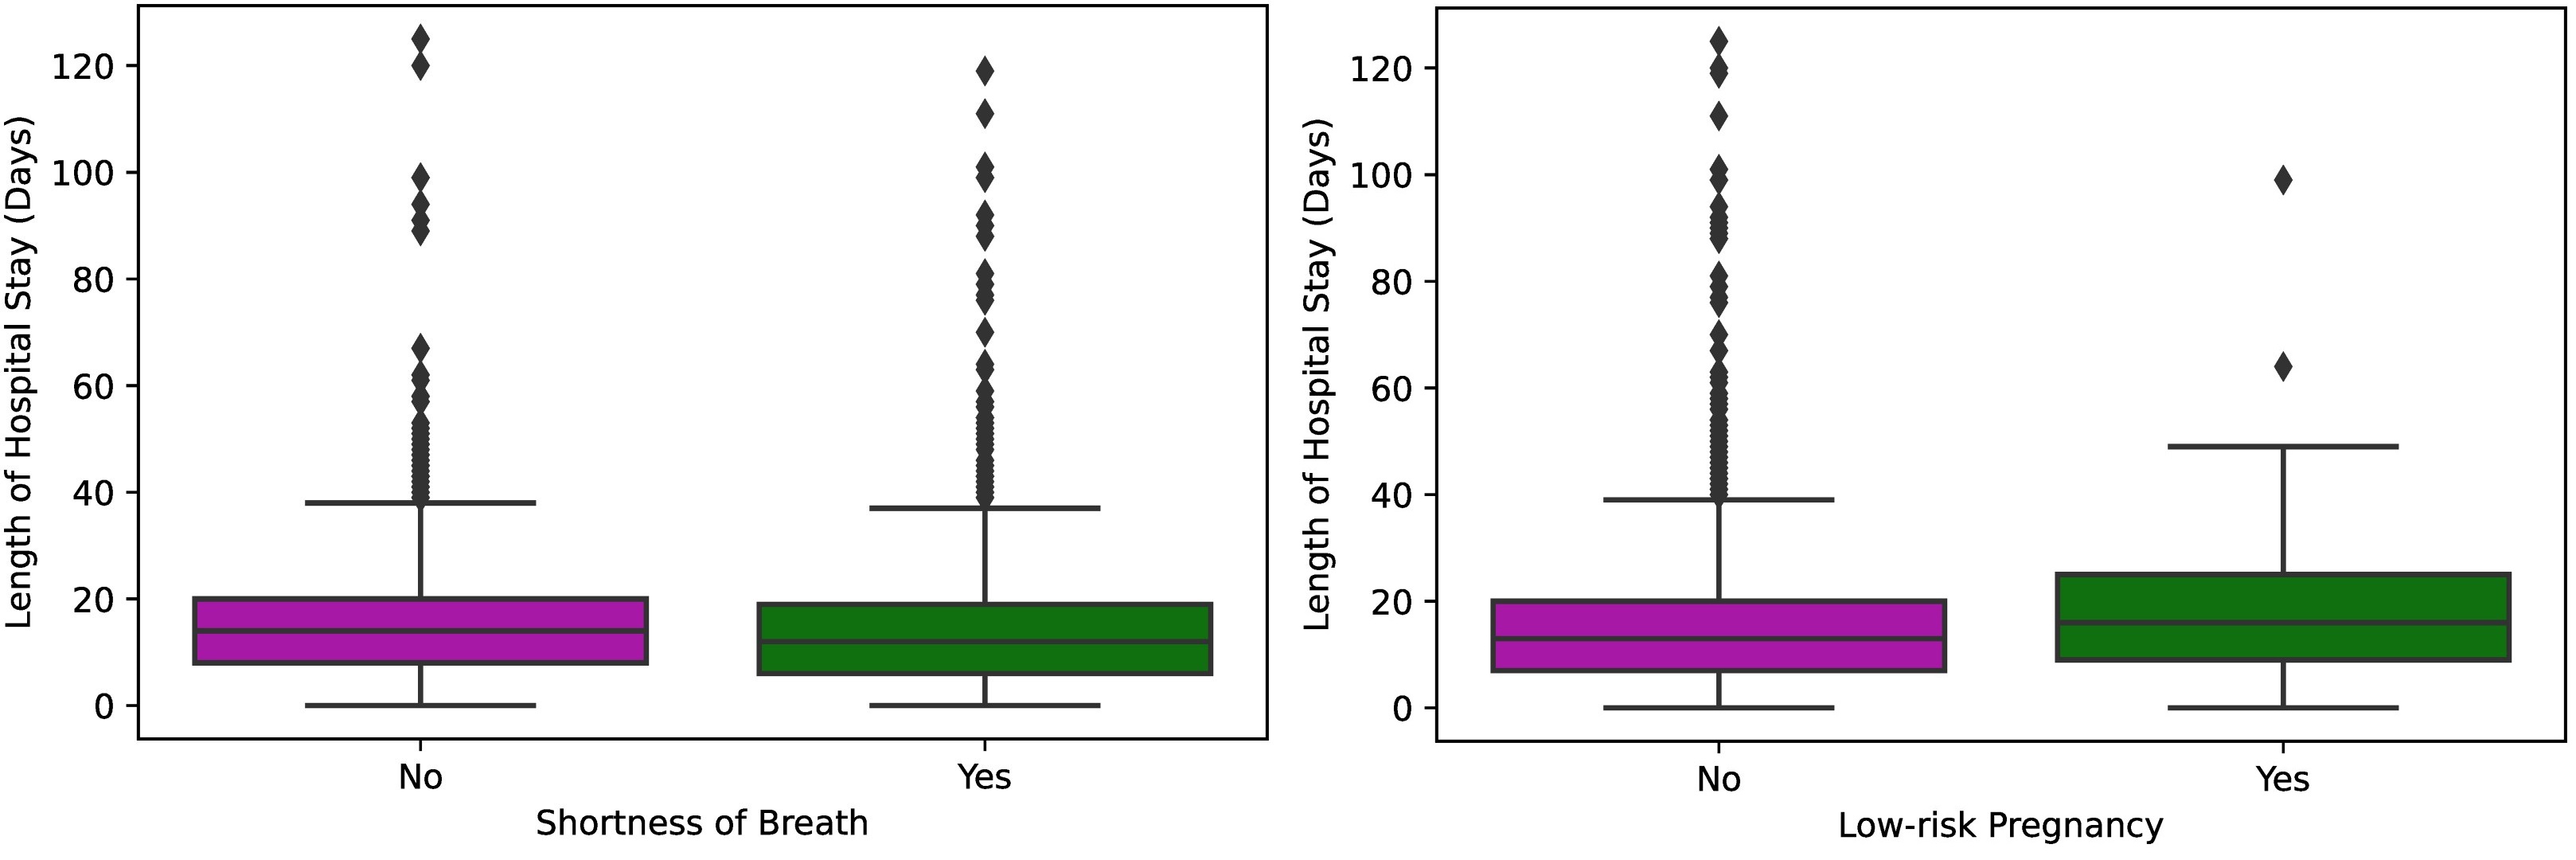 Length of Hospital Stay (Days)
120
100
80
60
40
20
0
No Yes
Shortness of Breath
Length of Hospital Stay (Days)
120
100
80
60
40
20
0
No Yes
Low-risk Pregnancy